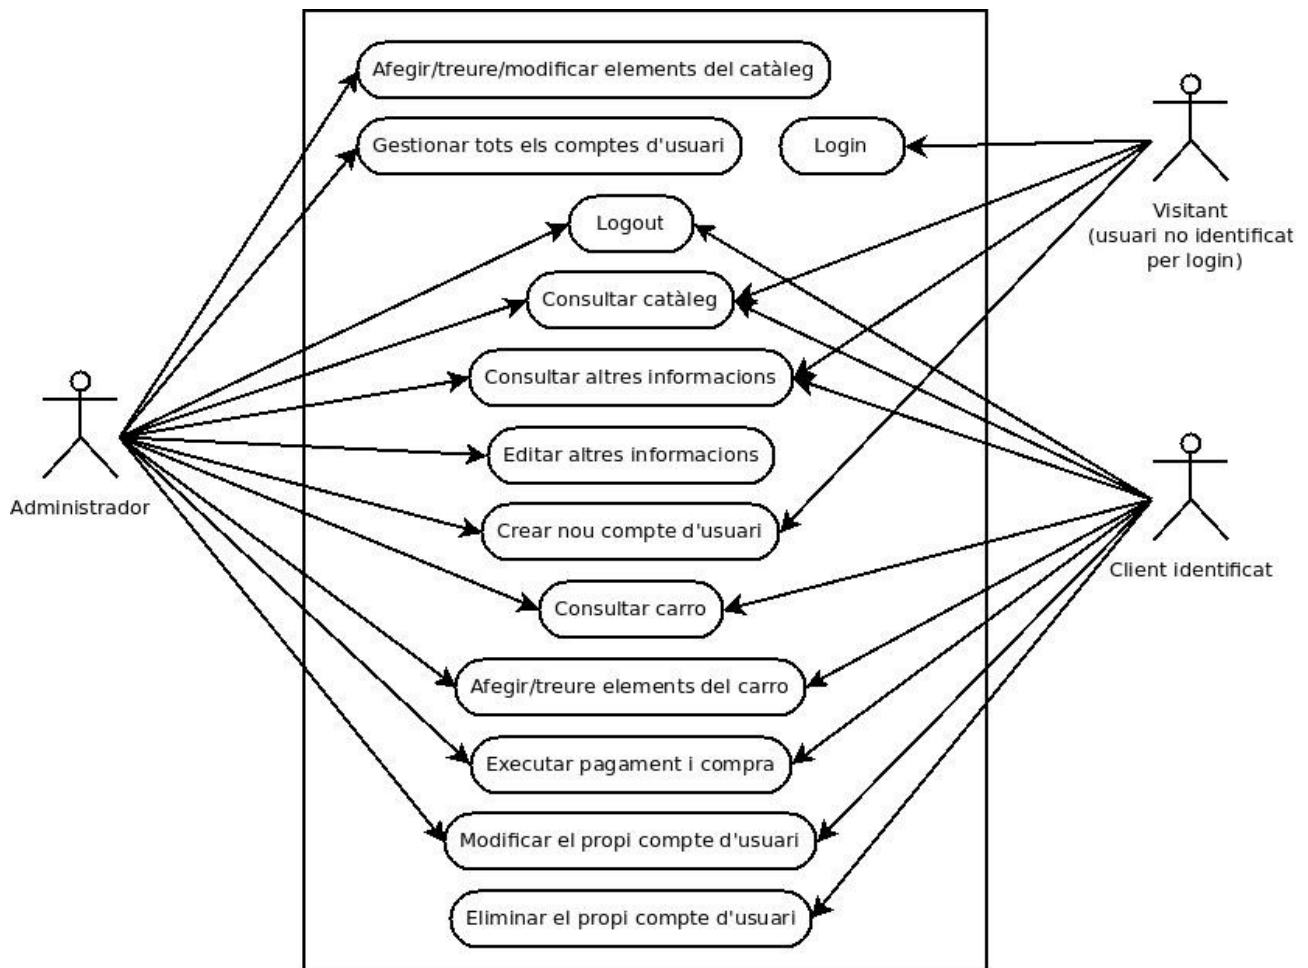 Afegir/treure/modificar elements del catàleg
Gestionar tots els comptes d'usuari
Login
Visitant
(usuari no identificat
per login)
Logout
Consultar catàleg
Consultar altres informacions
Editar altres informacions
Administrador
Crear nou compte d'usuari
Client identificat
Consultar carro
Afegir/treure elements del carro
Executar pagament i compra
Modificar el propi compte d'usuari
Eliminar el propi compte d'usuari